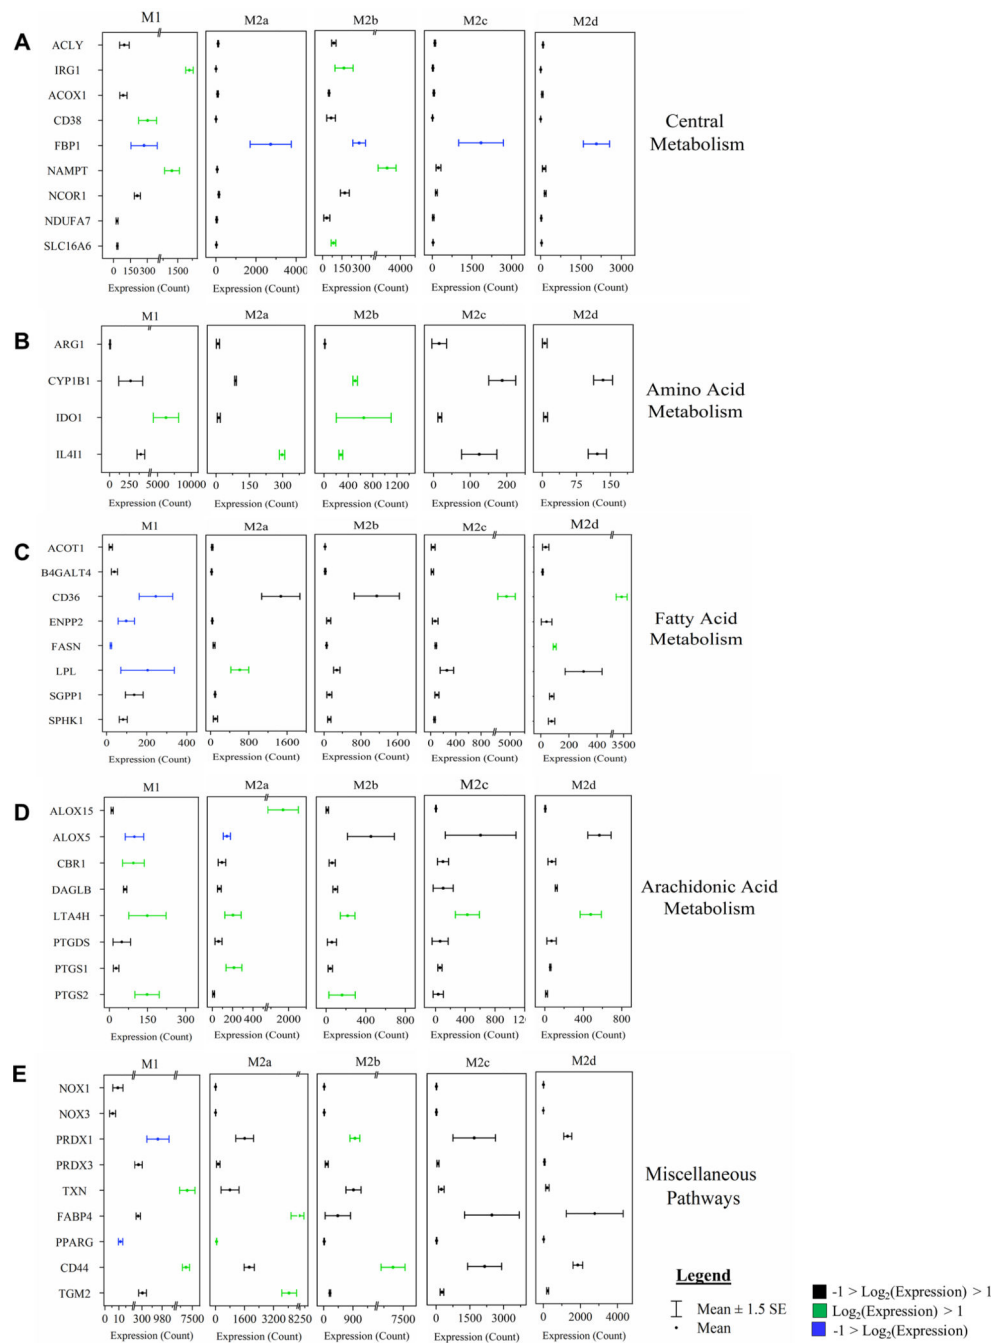 A
M1 M2a M2b M2c M2d
ACLY
IRG1
ACOX1
CD38
FBP1
NAMPT
NCOR1
NDUFA7
SLC16A6
Central
Metabolism
0 150 300 1500 0 2000 4000 0 150 300 4000 0 1500 3000 0 1500 3000
Expression (Count) Expression (Count) Expression (Count) Expression (Count) Expression (Count)
B
M1 M2a M2b M2c M2d
ARG1
CYP1B1
IDO1
IL4I1
Amino Acid
Metabolism
0 250 5000 10000 0 150 300 0 400 800 1200 0 100 200 0 75 150
Expression (Count) Expression (Count) Expression (Count) Expression (Count) Expression (Count)
C
M1 M2a M2b M2c M2d
ACOT1
B4GALT4
CD36
ENPP2
FASN
LPL
SGPP1
SPHK1
Fatty Acid
Metabolism
0 200 400 0 800 1600 0 800 1600 0 400 800 5000 0 200 400 3500
Expression (Count) Expression (Count) Expression (Count) Expression (Count) Expression (Count)
D
M1 M2a M2b M2c M2d
ALOX15
ALOX5
CBR1
DAGLB
LTA4H
PTGDS
PTGS1
PTGS2
Arachidonic Acid
Metabolism
0 150 300 0 200 400 2000 0 400 800 0 400 800 12 0 400 800
Expression (Count) Expression (Count) Expression (Count) Expression (Count) Expression (Count)
E
M1 M2a M2b M2c M2d
NOX1
NOX3
PRDX1
PRDX3
TXN
FABP4
PPARG
CD44
TGM2
Miscellaneous
Pathways
0 10 300 980 7500 0 1600 3200 8250 0 900 7500 0 1500 3000 0 2000 4000
Expression (Count) Expression (Count) Expression (Count) Expression (Count) Expression (Count)
Legend
Mean ± 1.5 SE
Mean
-1 > Log₂(Expression) > 1
Log₂(Expression) > 1
-1 > Log₂(Expression)